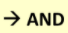 → AND